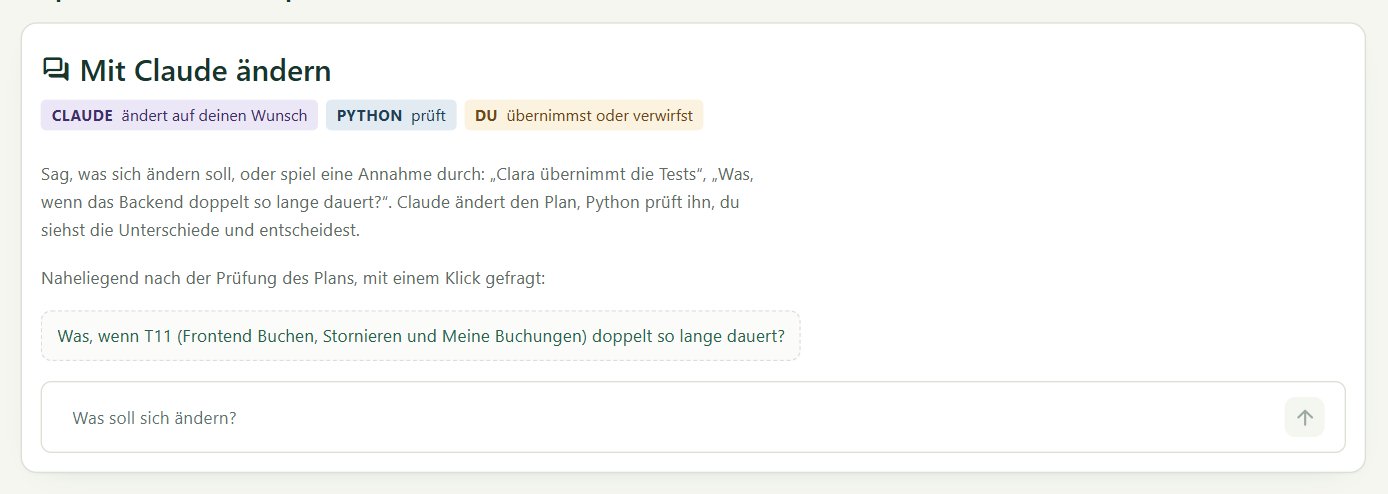 Mit Claude ändern
CLAUDE ändert auf deinen Wunsch PYTHON prüft DU übernimmst oder verwirfst
Sag, was sich ändern soll, oder spiel eine Annahme durch: „Clara übernimmt die Tests“, „Was,
wenn das Backend doppelt so lange dauert?“. Claude ändert den Plan, Python prüft ihn, du
siehst die Unterschiede und entscheidest.
Naheliegend nach der Prüfung des Plans, mit einem Klick gefragt:
Was, wenn T11 (Frontend Buchen, Stornieren und Meine Buchungen) doppelt so lange dauert?
Was soll sich ändern?